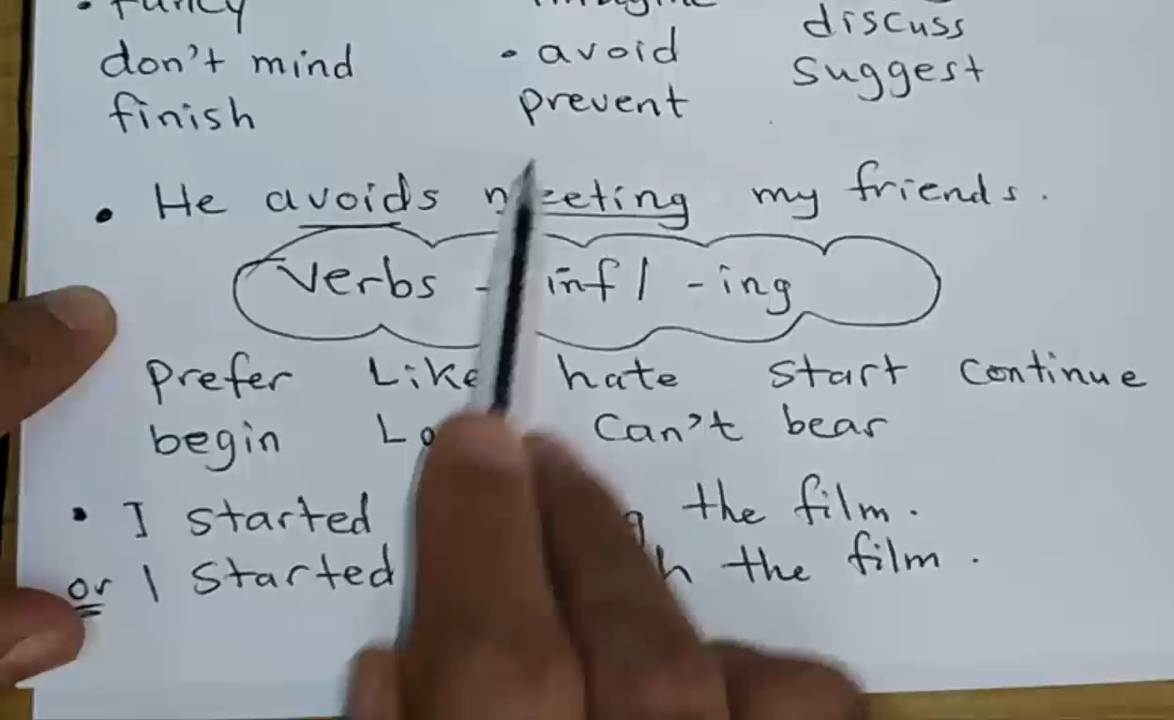 discuss
don't mind • avoid suggest
finish prevent
• He avoids my friends.
Verbs - inf / -ing
prefer Like hate start continue
begin can't bear
• I started the film.
or I started the film.